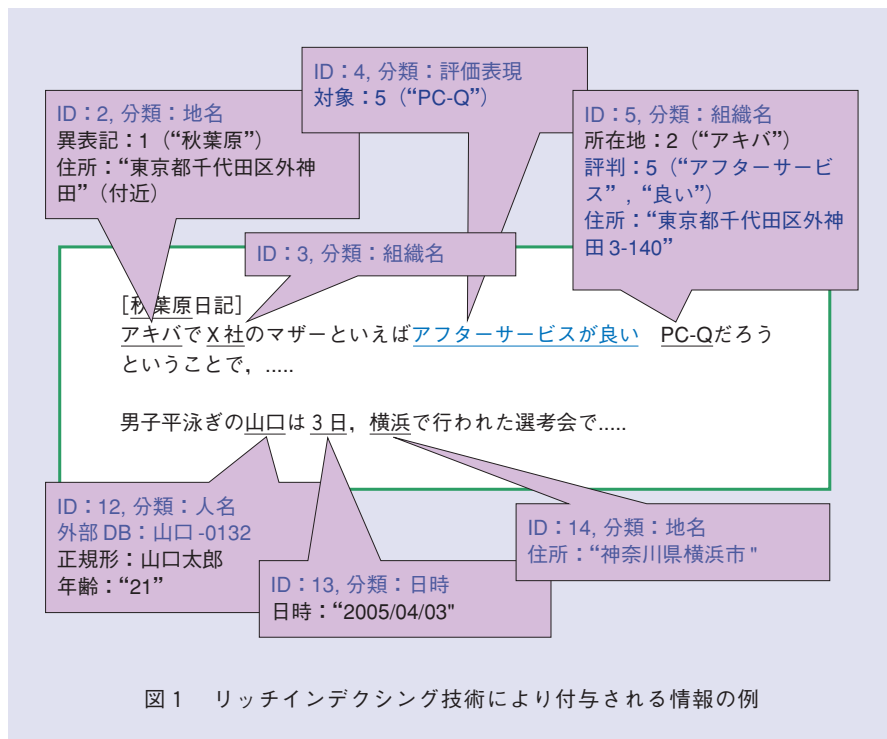 ID：4, 分類：評価表現
対象：5（“PC-Q”）
ID：2, 分類：地名
異表記：1（“秋葉原”）
住所：“東京都千代田区外神
田”（付近）
ID：5, 分類：組織名
所在地：2（“アキバ”）
評判：5（“アフターサービ
ス”, “良い”）
住所：“東京都千代田区外神
田 3-140”
ID：3, 分類：組織名
［秋葉原日記］
アキバで X 社のマザーといえばアフターサービスが良い　PC-Qだろう
ということで，.....
男子平泳ぎの山口は 3 日，横浜で行われた選考会で.....
ID：12, 分類：人名
外部 DB：山口 -0132
正規形：山口太郎
年齢：“21”
ID：13, 分類：日時
日時：“2005/04/03"
ID：14, 分類：地名
住所：“神奈川県横浜市 "
図 1　リッチインデクシング技術により付与される情報の例